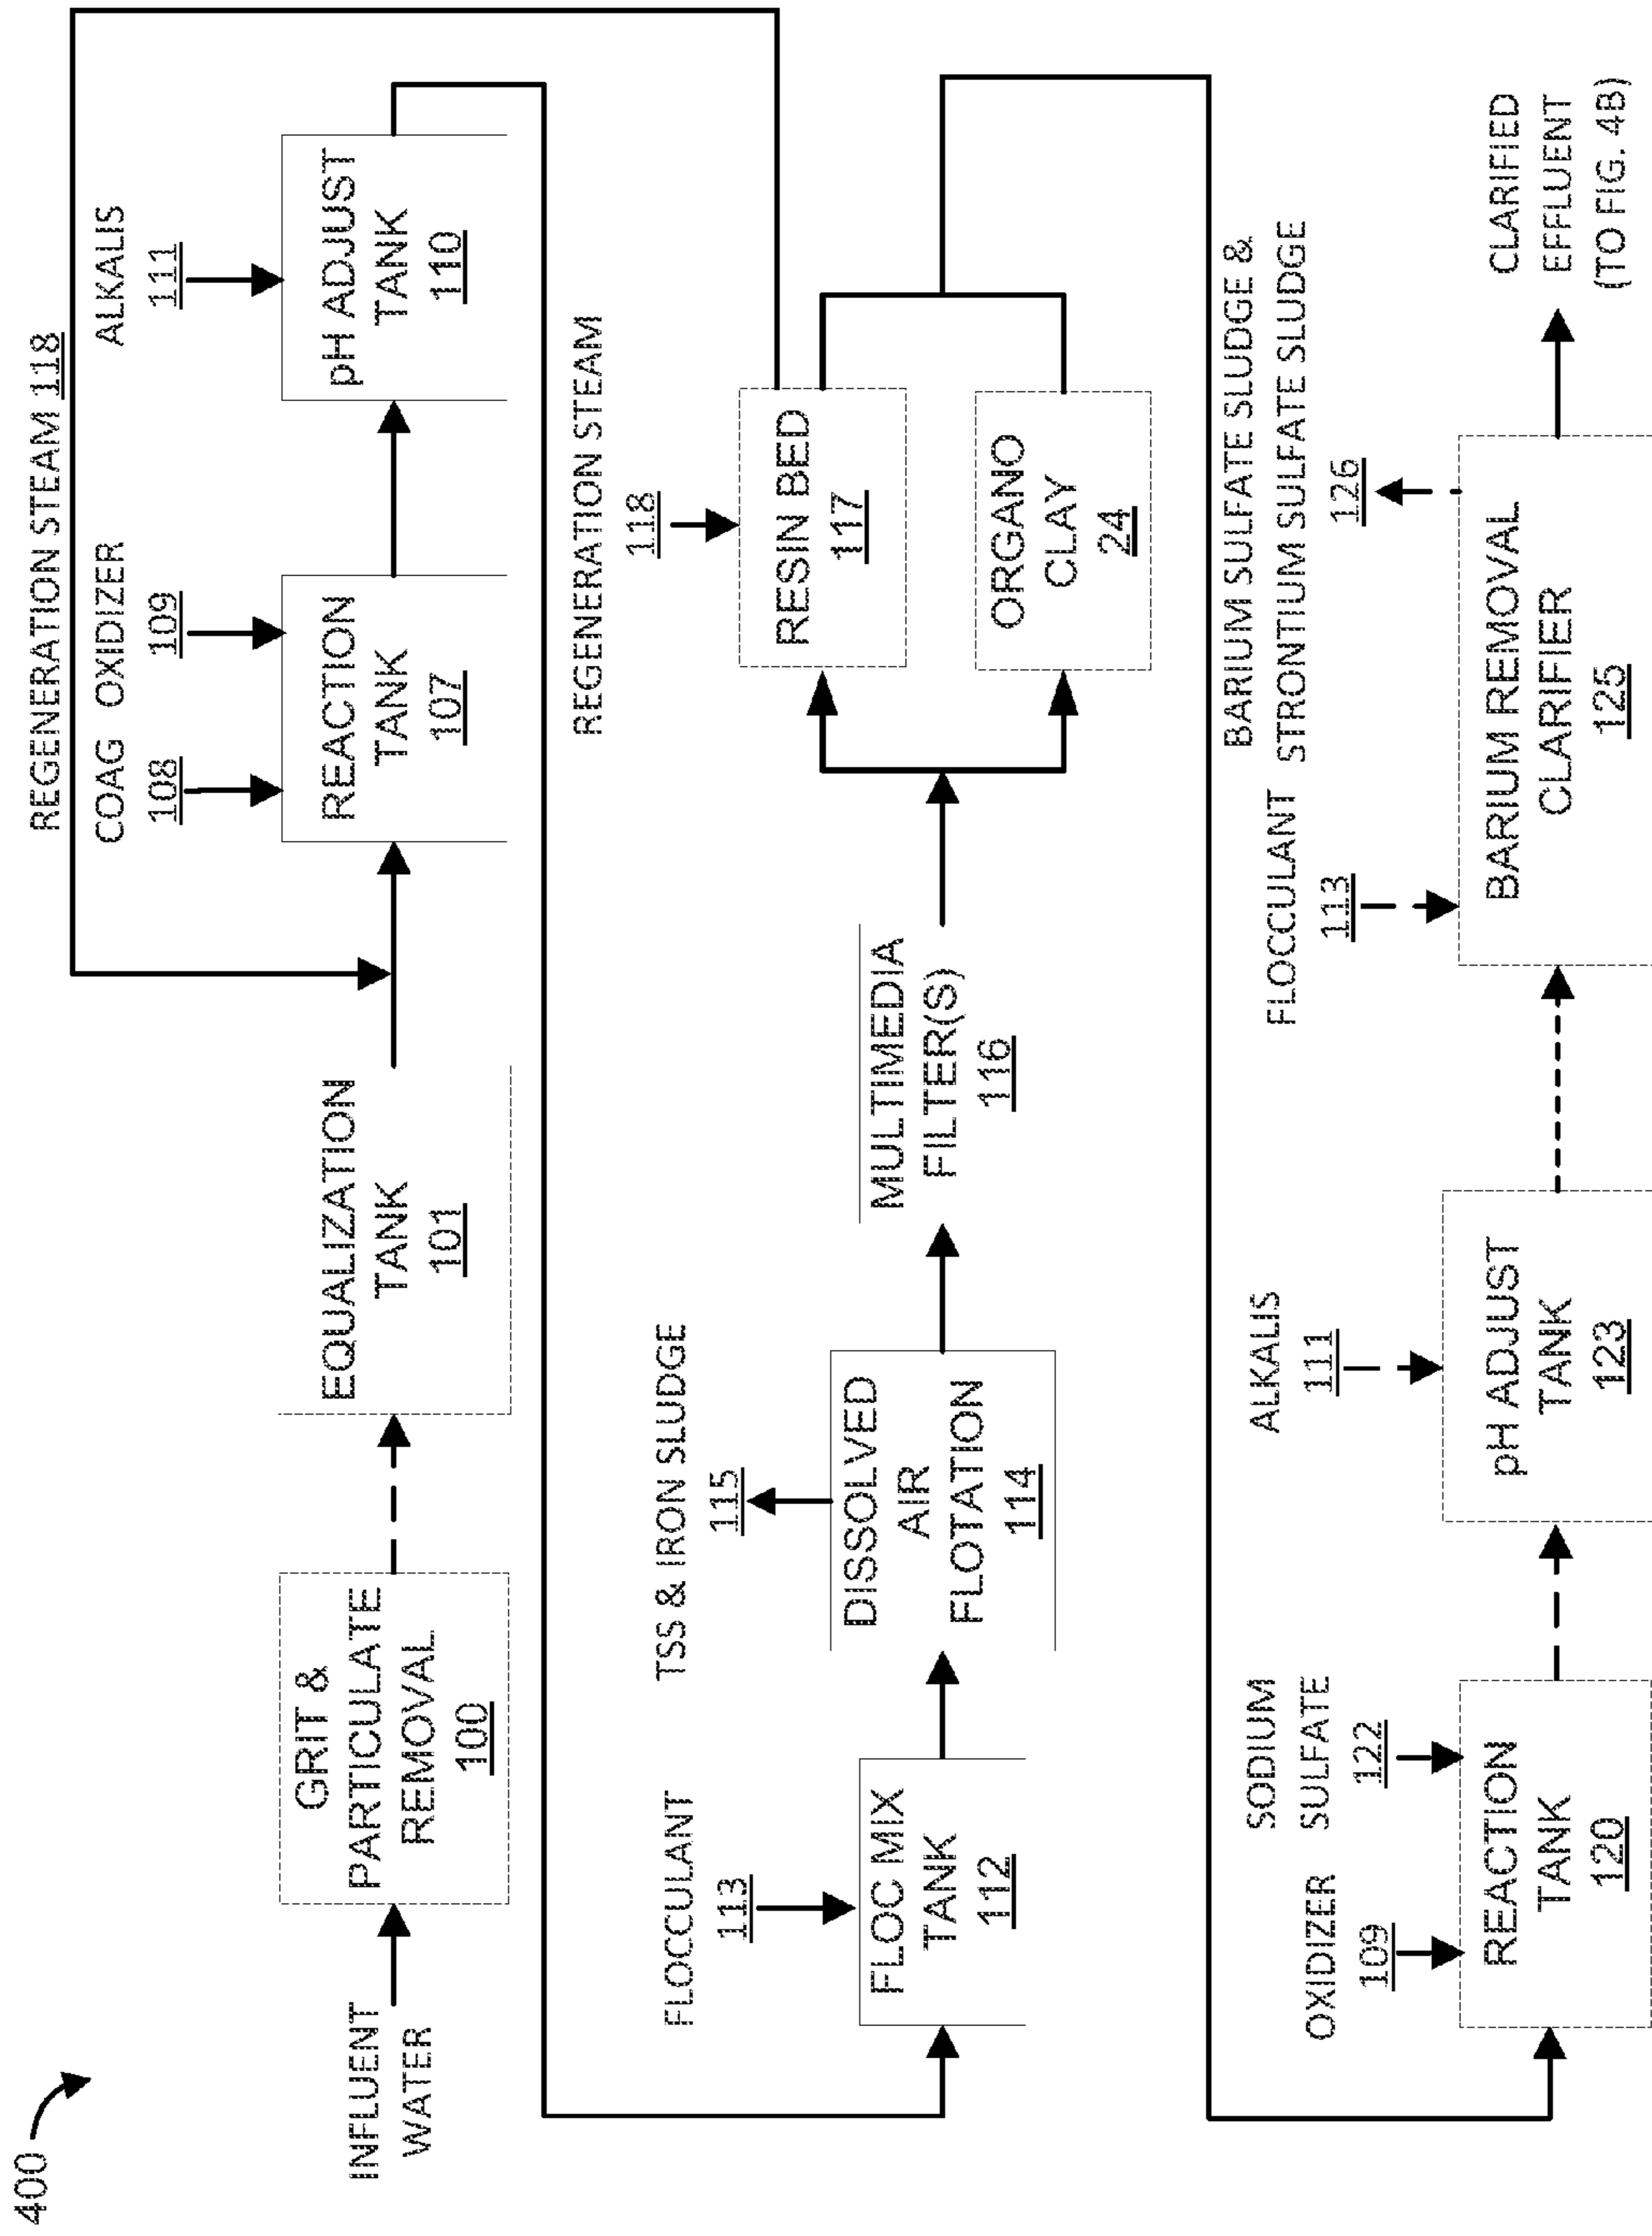 400
REGENERATION STEAM 118
COAG OXIDIZER
108 109
ALKALIS
111
INFLUENT
WATER
GRIT &
PARTICULATE
REMOVAL
100
EQUALIZATION
TANK
101
REACTION
TANK
107
pH ADJUST
TANK
110
FLOCCULANT
113
FLOC MIX
TANK
112
TSS & IRON SLUDGE
115
DISSOLVED
AIR
FLOTATION
114
MULTIMEDIA
FILTER(S)
116
REGENERATION STEAM
118
RESIN BED
117
ORGANO
CLAY
24
OXIDIZER
109
SODIUM
SULFATE
122
REACTION
TANK
120
ALKALIS
111
pH ADJUST
TANK
123
FLOCCULANT
113
BARIUM SULFATE SLUDGE &
STRONTIUM SULFATE SLUDGE
126
BARIUM REMOVAL
CLARIFIER
125
CLARIFIED
EFFLUENT
(TO FIG. 4B)